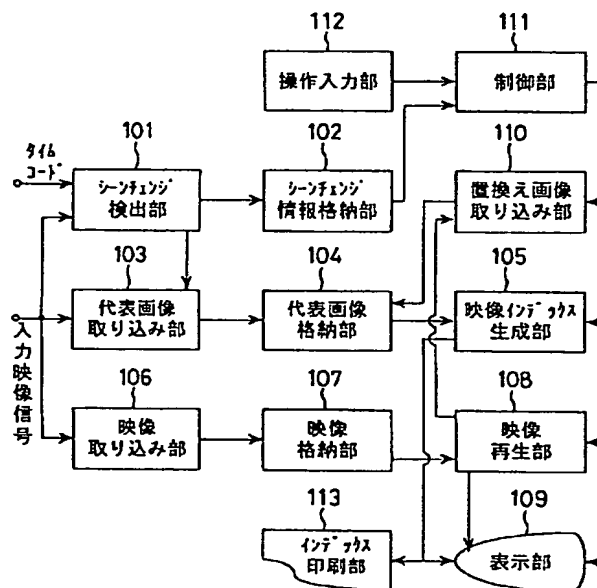 112
111
操作入力部
制御部
101
102
110
タイム
コード
シーンチェンジ
検出部
シーンチェンジ
情報格納部
置換え画像
取り込み部
103
104
105
代表画像
取り込み部
代表画像
格納部
映像インデックス
生成部
入力映像信号
106
107
108
映像
取り込み部
映像
格納部
映像
再生部
113
109
インデックス
印刷部
表示部